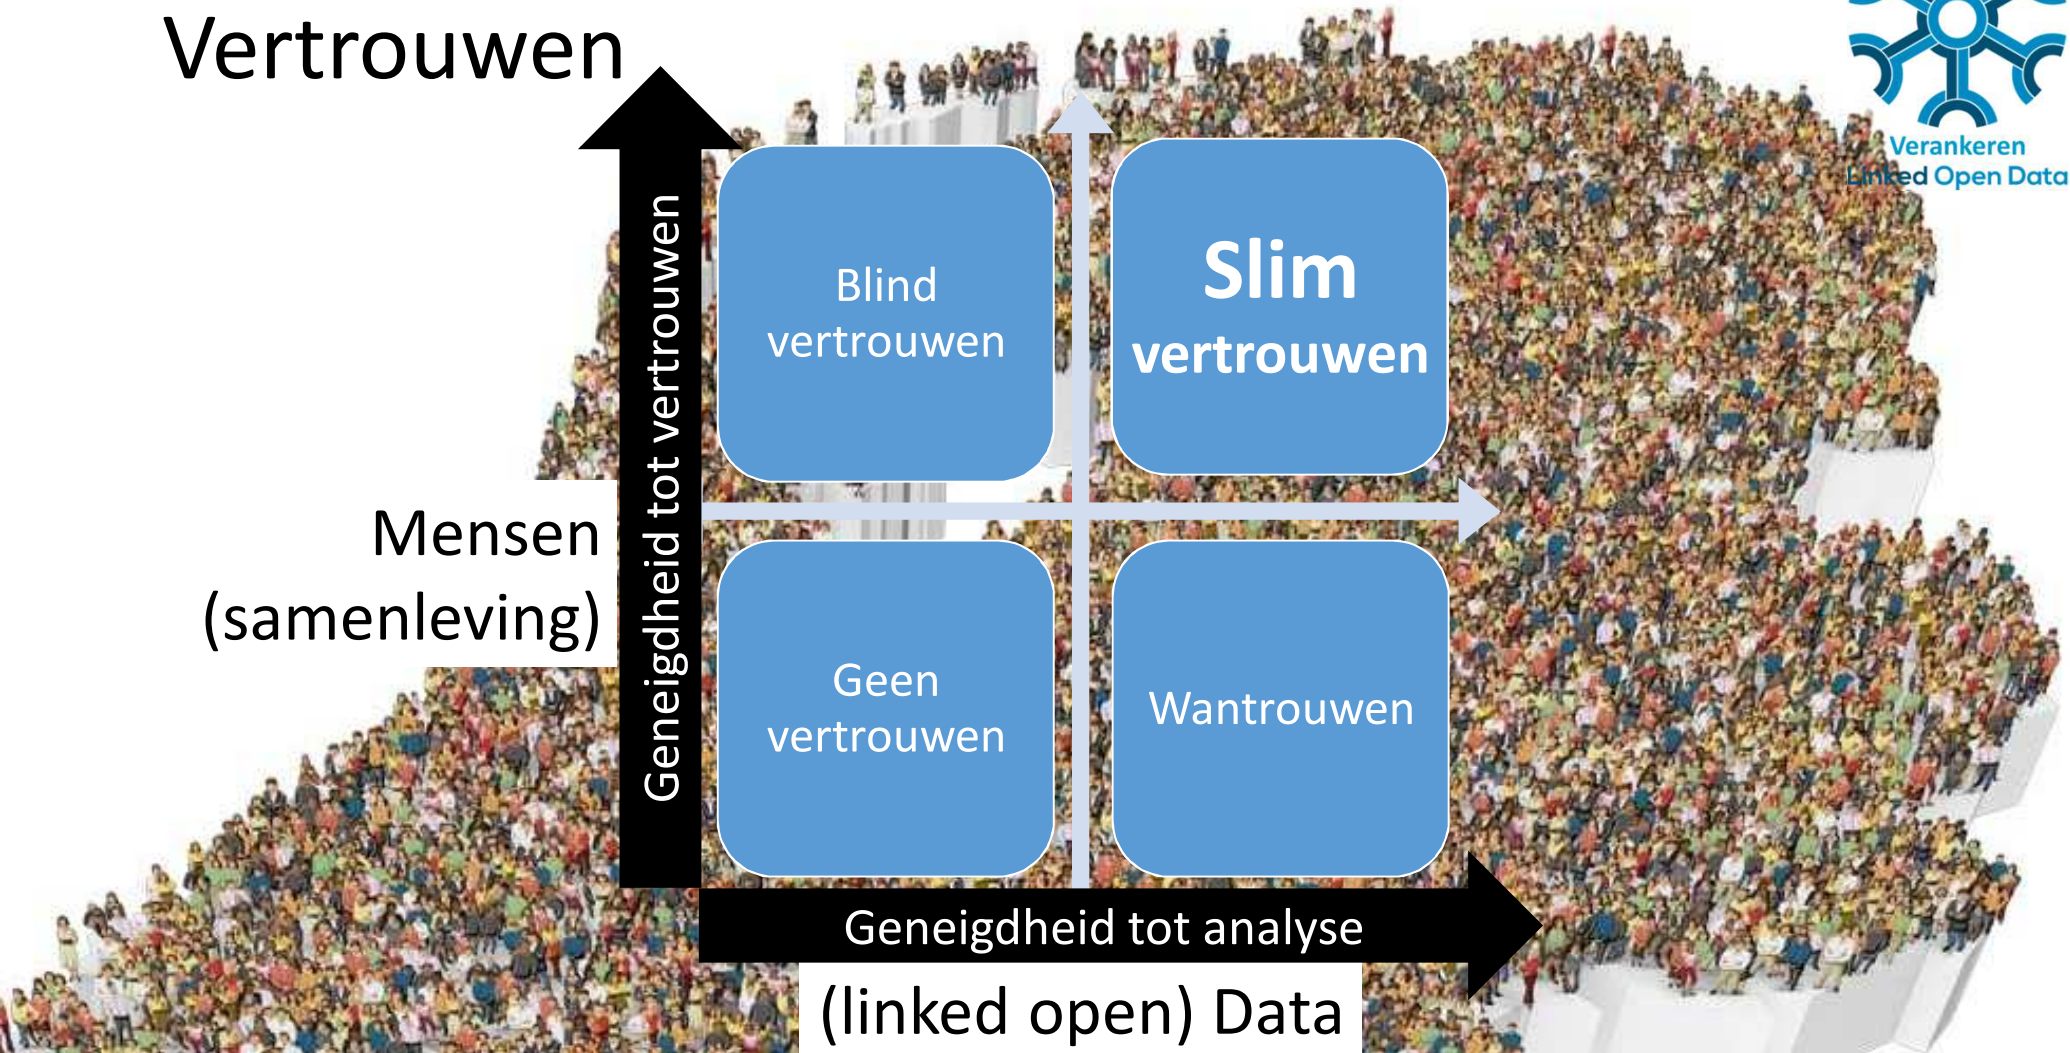 Vertrouwen
Verankeren
Linked Open Data
Geneigdheid tot vertrouwen
Blind
vertrouwen
Slim
vertrouwen
Mensen
(samenleving)
Geen
vertrouwen
Wantrouwen
Geneigdheid tot analyse
(linked open) Data